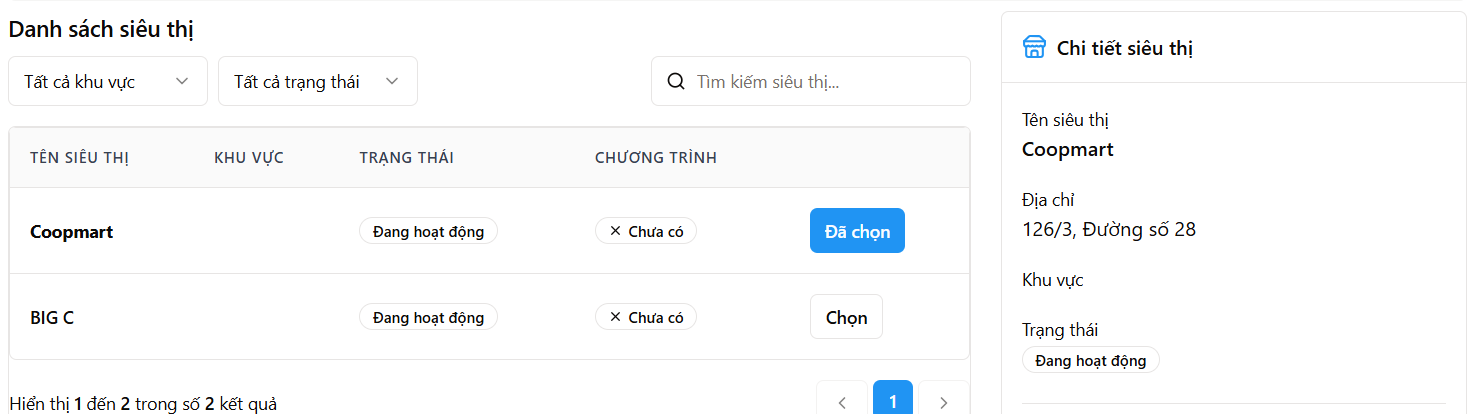 Danh sách siêu thị
Tất cả khu vực
Tất cả trạng thái
Tìm kiếm siêu thị...
TÊN SIÊU THỊ KHU VỰC TRẠNG THÁI CHƯƠNG TRÌNH
Coopmart Đang hoạt động × Chưa có Đã chọn
BIG C Đang hoạt động × Chưa có Chọn
Hiển thị 1 đến 2 trong số 2 kết quả
< 1 >
Chi tiết siêu thị
Tên siêu thị
Coopmart
Địa chỉ
126/3, Đường số 28
Khu vực
Trạng thái
Đang hoạt động